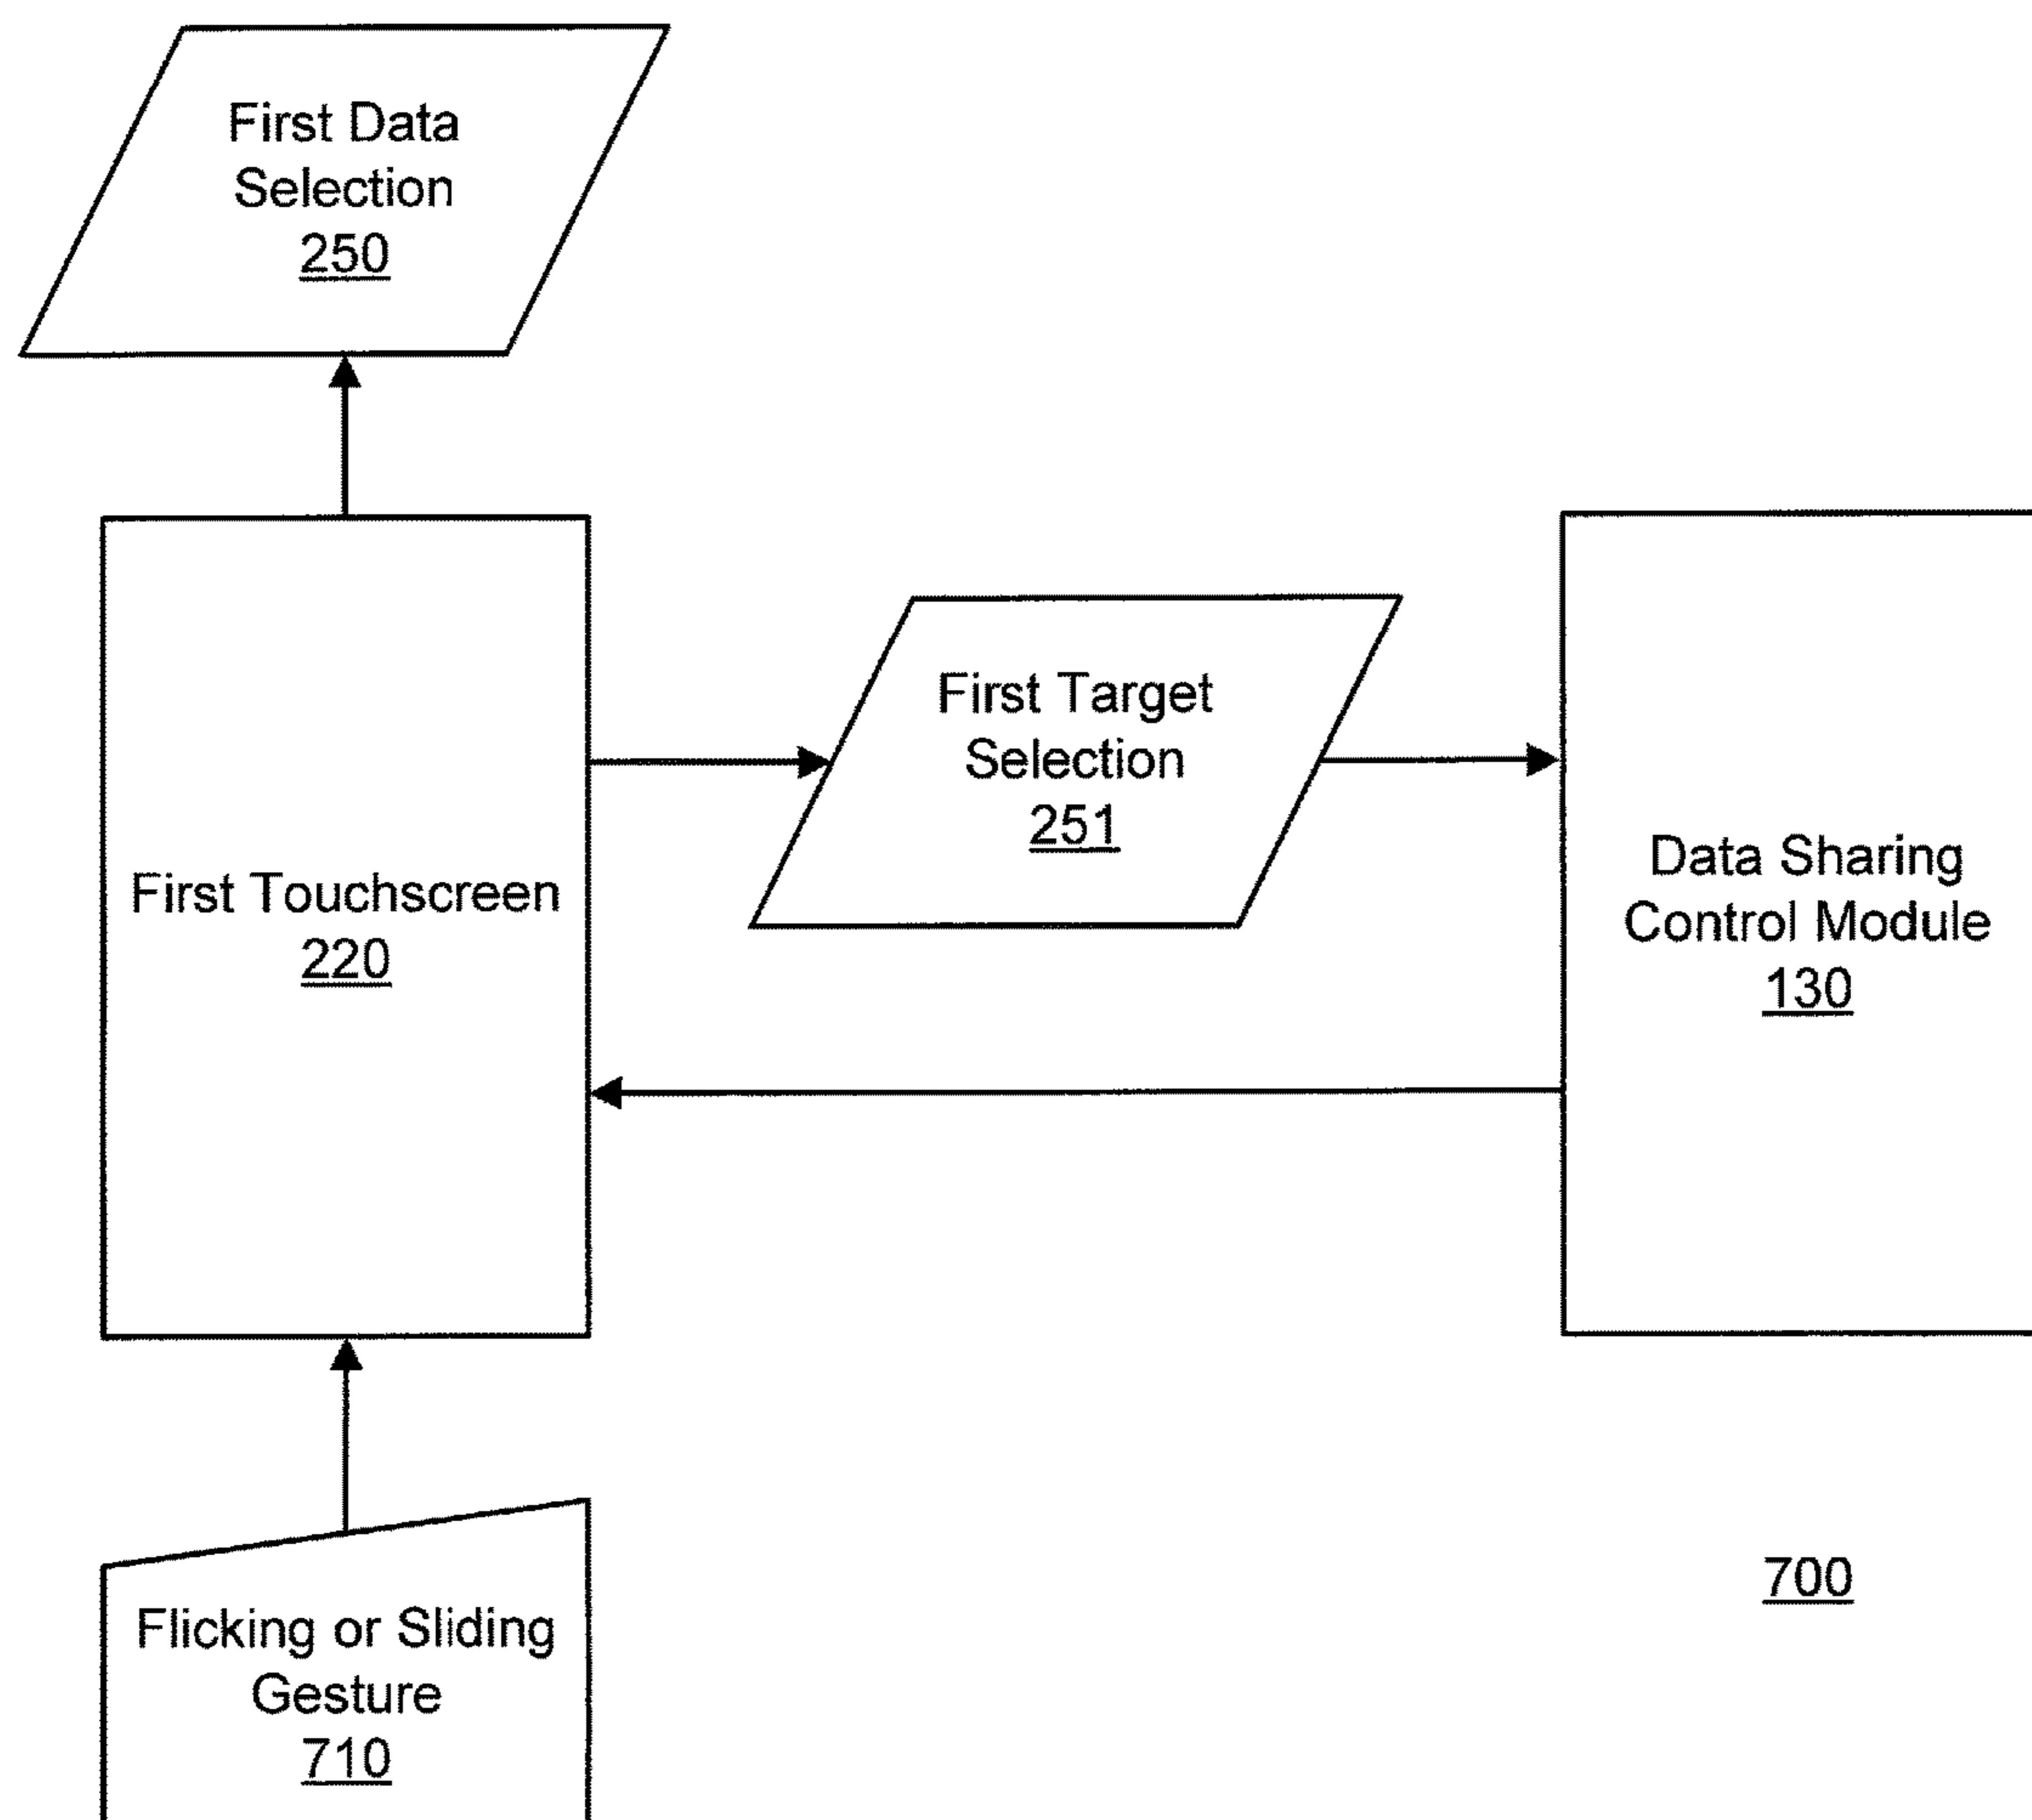 First Data
Selection
250
First Target
Selection
251
First Touchscreen
220
Data Sharing
Control Module
130
Flicking or Sliding
Gesture
710
700